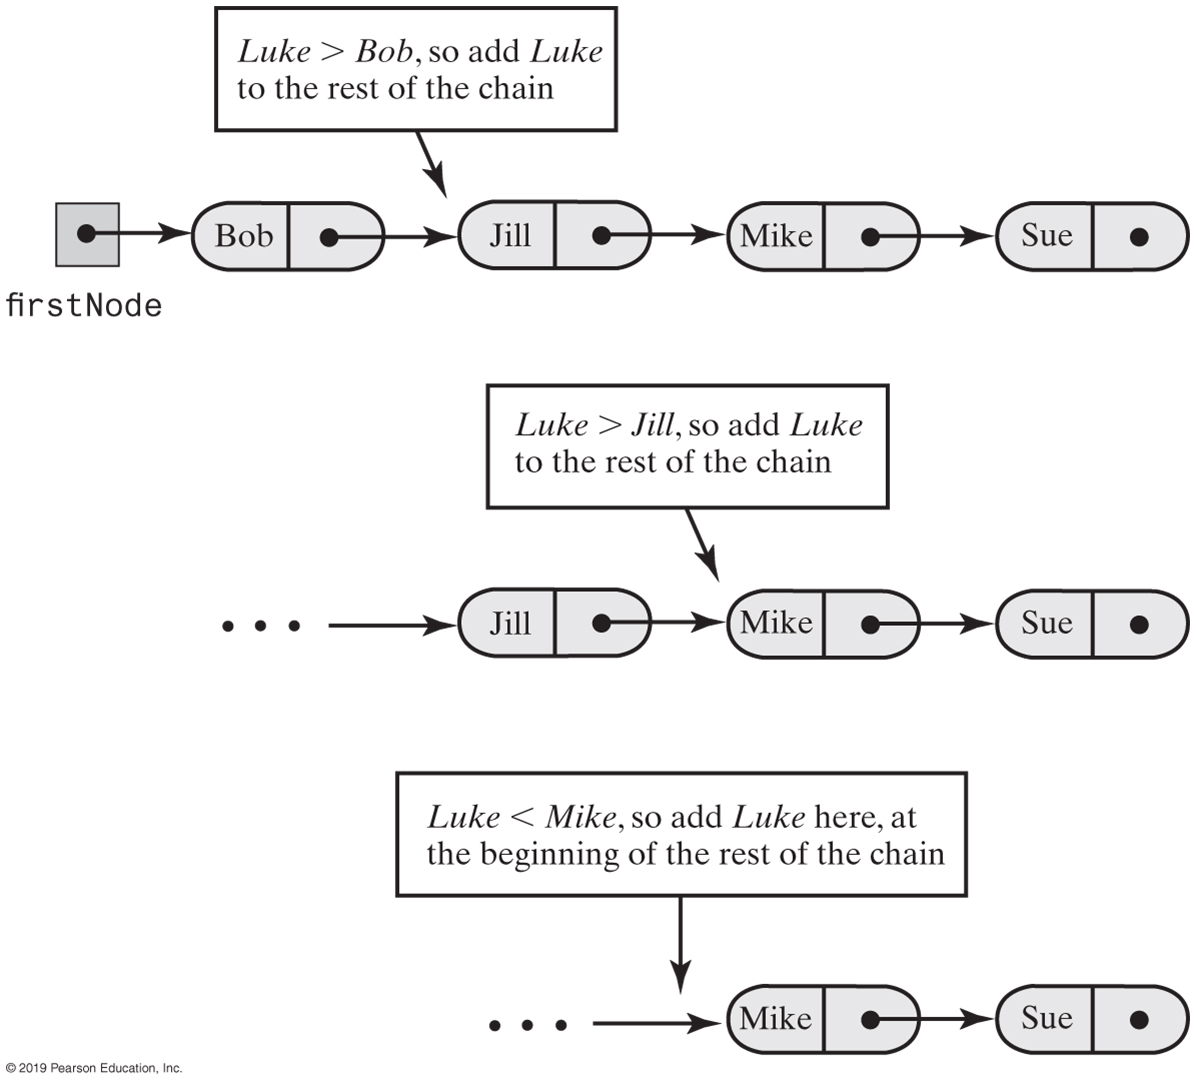 Luke > Bob, so add Luke
to the rest of the chain
Bob
Jill
Mike
Sue
firstNode
Luke > Jill, so add Luke
to the rest of the chain
Jill
Mike
Sue
Luke < Mike, so add Luke here, at
the beginning of the rest of the chain
Mike
Sue
© 2019 Pearson Education, Inc.